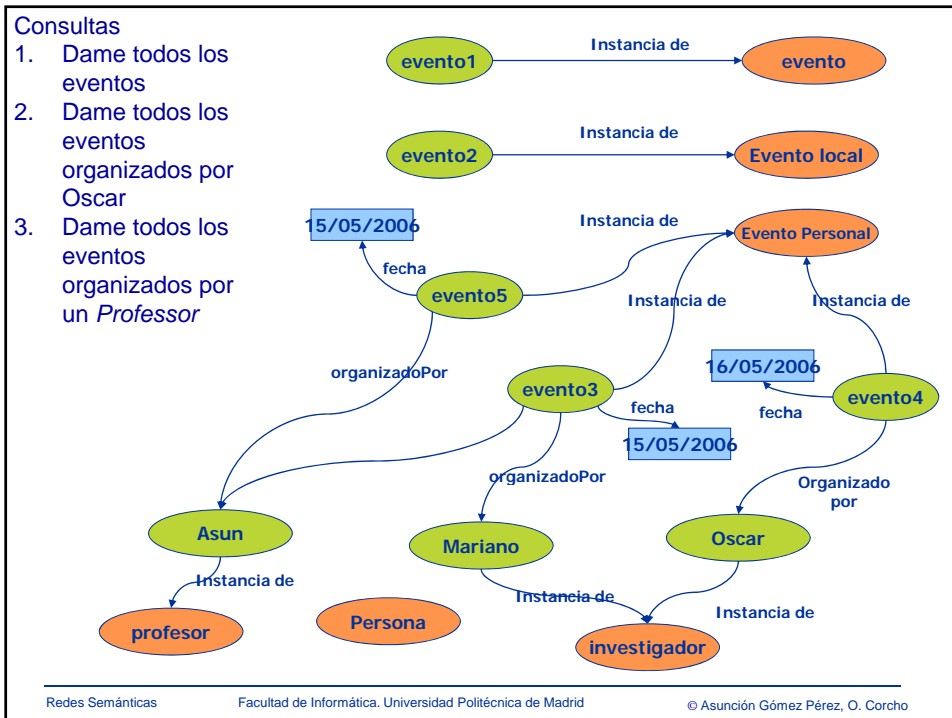 Consultas
1. Dame todos los
eventos
2. Dame todos los
eventos
organizados por
Oscar
3. Dame todos los
eventos
organizados por
un Professor
evento1
Instancia de
evento
evento2
Instancia de
Evento local
15/05/2006
Instancia de
Evento Personal
fecha
evento5
Instancia de
Instancia de
organizadoPor
16/05/2006
evento3
evento4
fecha
fecha
15/05/2006
organizadoPor
Organizado
por
Asun
Mariano
Oscar
Instancia de
Instancia de
Instancia de
profesor
Persona
investigador
Redes Semánticas
Facultad de Informática. Universidad Politécnica de Madrid
© Asunción Gómez Pérez, O. Corcho